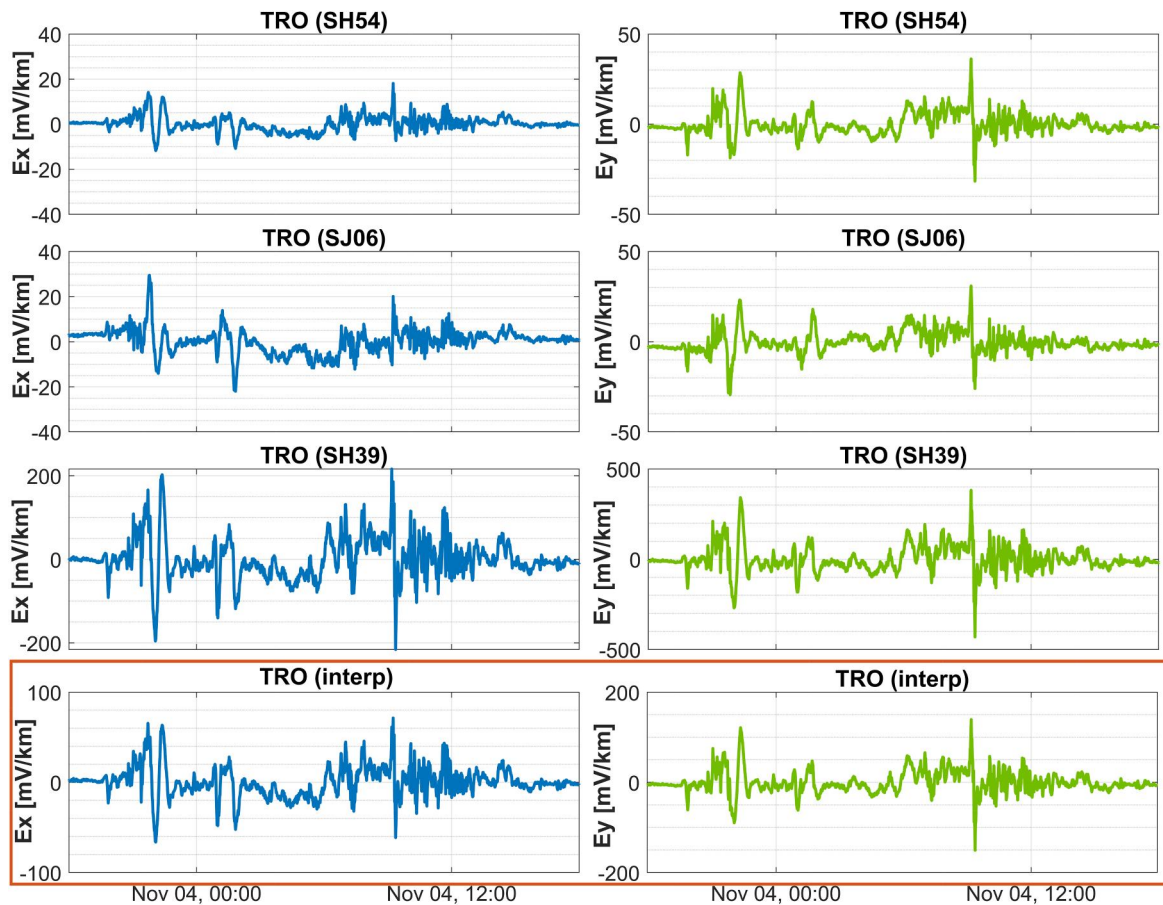 TRO (SH54) TRO (SH54)
40
20
0
-20
-40
Ex [mV/km]
50
0
-50
Ey [mV/km]
TRO (SJ06) TRO (SJ06)
40
20
0
-20
-40
Ex [mV/km]
50
0
-50
Ey [mV/km]
TRO (SH39) TRO (SH39)
200
0
-200
Ex [mV/km]
500
0
-500
Ey [mV/km]
TRO (interp) TRO (interp)
100
0
-100
Ex [mV/km]
200
0
-200
Ey [mV/km]
Nov 04, 00:00 Nov 04, 12:00 Nov 04, 00:00 Nov 04, 12:00